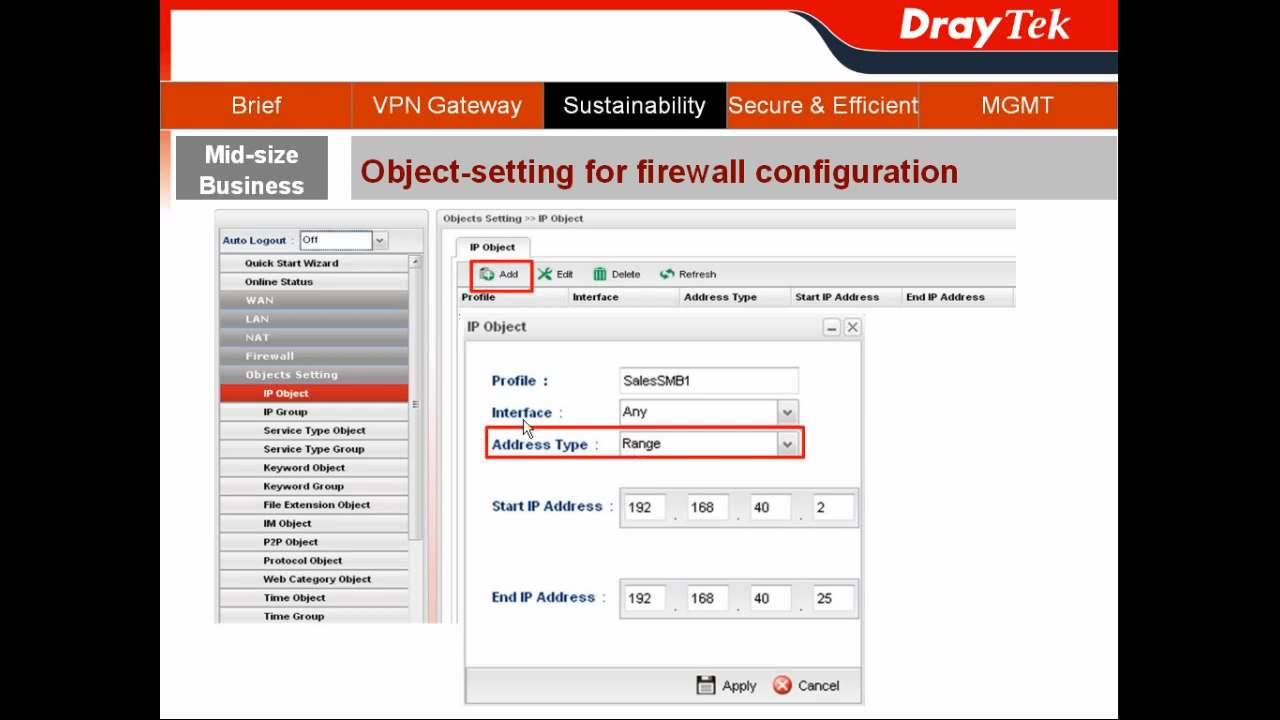 DrayTek
Brief VPN Gateway Sustainability Secure & Efficient MGMT
Mid-size
Business
Object-setting for firewall configuration
Auto Logout : Off
Quick Start Wizard
Online Status
WAN
LAN
NAT
Firewall
Objects Setting
IP Object
IP Group
Service Type Object
Service Type Group
Keyword Object
Keyword Group
File Extension Object
IM Object
P2P Object
Protocol Object
Web Category Object
Time Object
Time Group
Objects Setting >> IP Object
IP Object
Add Edit Delete Refresh
Profile Interface Address Type Start IP Address End IP Address
IP Object
Profile : SalesSMB1
Interface : Any
Address Type : Range
Start IP Address : 192 . 168 . 40 . 2
End IP Address : 192 . 168 . 40 . 25
Apply Cancel